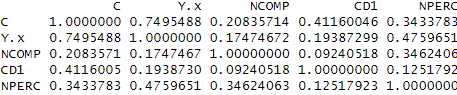 C Y.x NCOMP CD1 NPERC
C 1.0000000 0.7495488 0.20835714 0.41160046 0.3433783
Y.x 0.7495488 1.0000000 0.17474672 0.19387299 0.4759651
NCOMP 0.2083571 0.1747467 1.00000000 0.09240518 0.3462406
CD1 0.4116005 0.1938730 0.09240518 1.00000000 0.1251792
NPERC 0.3433783 0.4759651 0.34624063 0.12517923 1.0000000